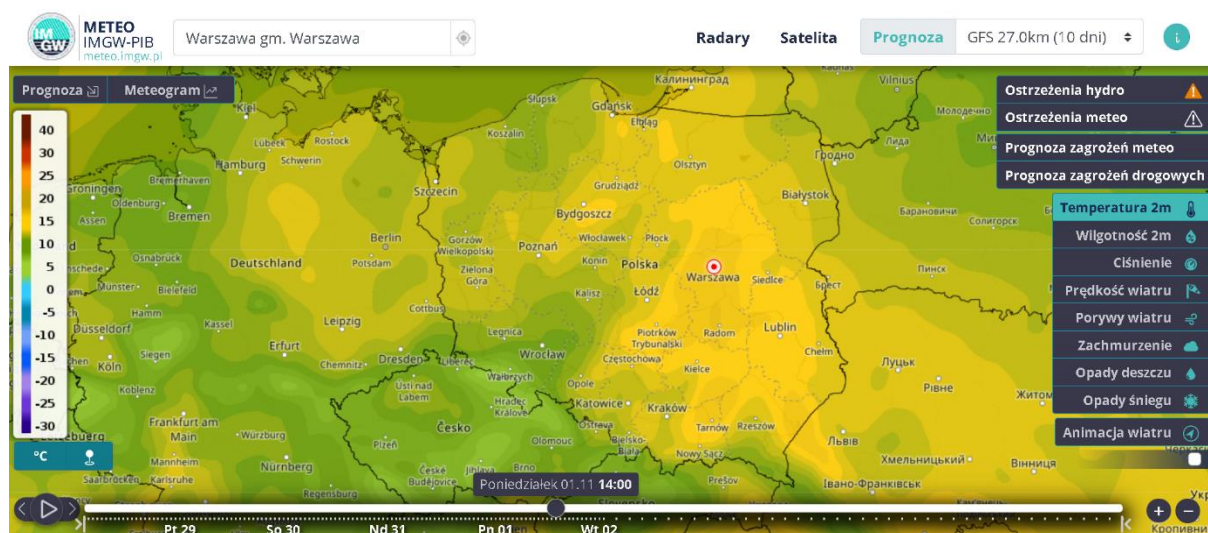 METEO
IMGW-PIB
meteo.imgw.pl
IM
GW
Warszawa gm. Warszawa
Radary
Satelita
Prognoza
GFS 27.0km (10 dni)
i
Prognoza
Meteogram
Ostrzeżenia hydro
Ostrzeżenia meteo
Prognoza zagrożeń meteo
Prognoza zagrożeń drogowych
Temperatura 2m
Wilgotność 2m
Ciśnienie
Prędkość wiatru
Porywy wiatru
Zachmurzenie
Opady deszczu
Opady śniegu
Animacja wiatru
40
30
25
20
15
10
5
0
-5
-10
-15
-20
-25
-30
°C
Калининград
Vilnius
Kiel
Słupsk
Gdańsk
Elbląg
Молодечно
Koszalin
Lübeck
Rostock
Лида
Hamburg
Schwerin
Гродно
Olsztyn
Szczecin
Grudziądz
Białystok
Bremerhaven
Groningen
Oldenburg
Assen
Bremen
Bydgoszcz
Барановичи
Солигорск
Berlin
Gorzów
Wielkopolski
Włocławek
Płock
Poznań
Osnabrück
Deutschland
Potsdam
Zielona
Góra
Konin
Polska
Warszawa
Siedlce
Брест
Пинск
Münster
Bielefeld
Kalisz
Łódź
Hamm
Cottbus
Düsseldorf
Kassel
Leipzig
Legnica
Piotrków
Trybunalski
Radom
Lublin
Siegen
Erfurt
Köln
Chemnitz
Dresden
Liberec
Wrocław
Częstochowa
Chełm
Kielce
Луцьк
Рівне
Житом
Koblenz
Ústí nad
Labem
Wałbrzych
Opole
Hradec
Králové
Katowice
Kraków
Frankfurt am
Main
Würzburg
Česko
Ostrava
Tarnów
Rzeszów
Львів
Plzeň
Olomouc
Bielsko-
Biała
Nowy Sącz
Хмельницький
Вінниця
Mannheim
Nürnberg
České
Budějovice
Jihlava
Brno
Prešov
Івано-Франківськ
Saarbrücken
Karlsruhe
Regensburg
Slovensko
Poniedziałek 01.11 14:00
Укр
Pt 29
So 30
Nd 31
Pn 01
Wt 02
Кропивни